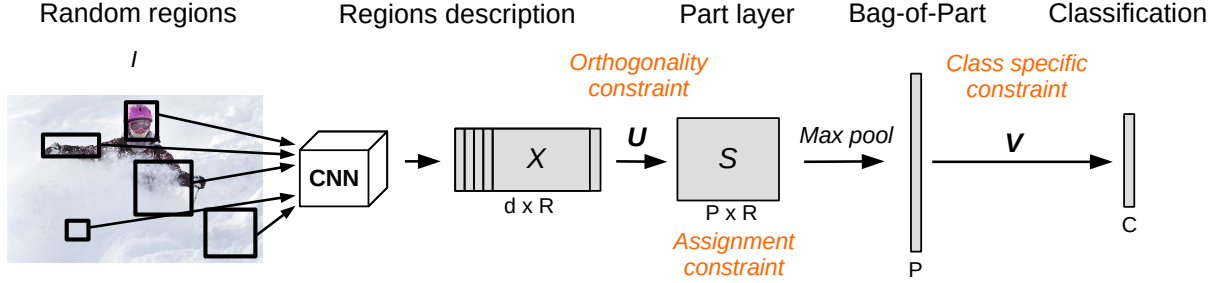 Random regions
Regions description
Part layer
Bag-of-Part
Classification
I
Orthogonality
constraint
Class specific
constraint
CNN
X
U
S
Max pool
V
d x R
P x R
Assignment
constraint
P
C